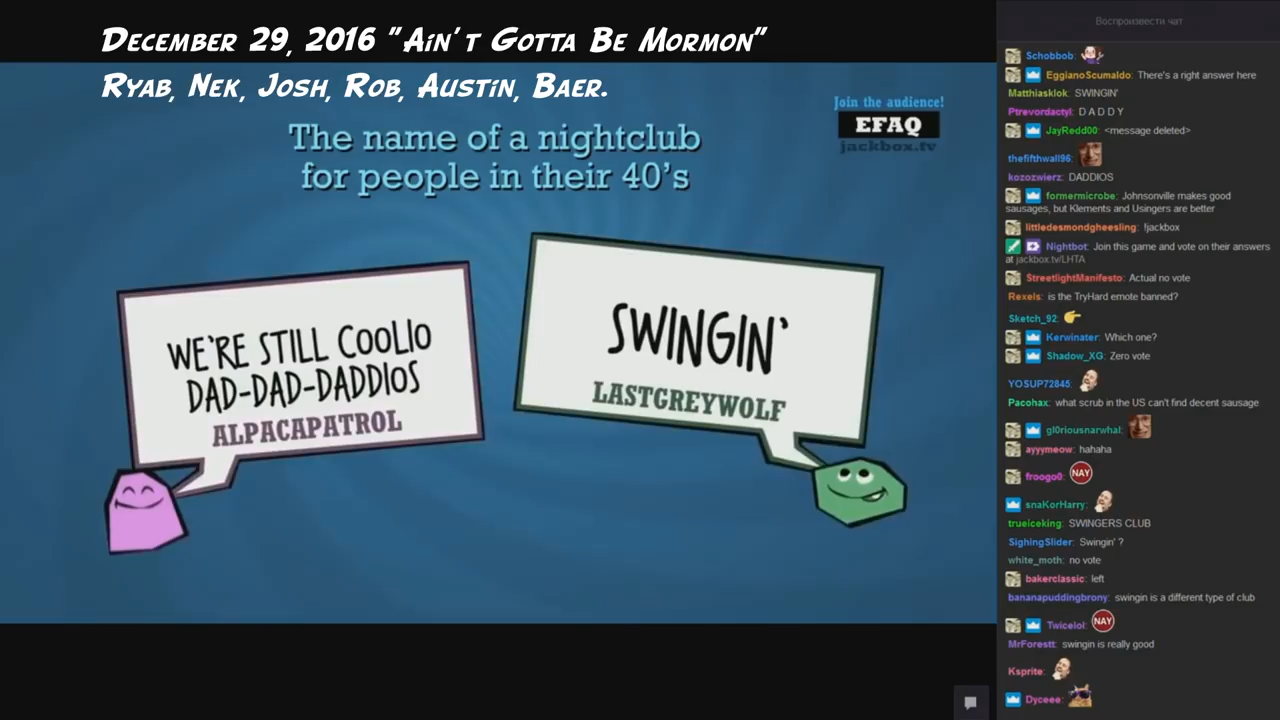 December 29, 2016 "Ain't Gotta Be Mormon"
Ryab, Nek, Josh, Rob, Austin, Baer.
Join the audience!
EFAQ
jackbox.tv
The name of a nightclub
for people in their 40's
WE'RE STILL COOLIO
DAD-DAD-DADDIOS
ALPACAPATROL
SWINGIN'
LASTGREYWOLF
Воспроизвести чат
Schobbob:
EggianoScumaldo: There's a right answer here
Matthiasklok: SWINGIN'
Ptrevordactyl: D A D D Y
JayRedd00: <message deleted>
thefifthwall96:
kozozwierz: DADDIOS
formermicrobe: Johnsonville makes good
sausages, but Klements and Usingers are better
littledesmondgheesling: !jackbox
Nightbot: Join this game and vote on their answers
at jackbox.tv/LHTA
StreetlightManifesto: Actual no vote
Rexels: is the TryHard emote banned?
Sketch_92:
Kerwinater: Which one?
Shadow_XG: Zero vote
YOSUP72845:
Pacohax: what scrub in the US can't find decent sausage
gl0riousnarwhal:
ayyymeow: hahaha
froogo0: NAY
snaKorHarry:
trueiceking: SWINGERS CLUB
SighingSlider: Swingin' ?
white_moth: no vote
bakerclassic: left
bananapuddingbrony: swingin is a different type of club
Twicelol: NAY
MrForestt: swingin is really good
Ksprite:
Dyceee: